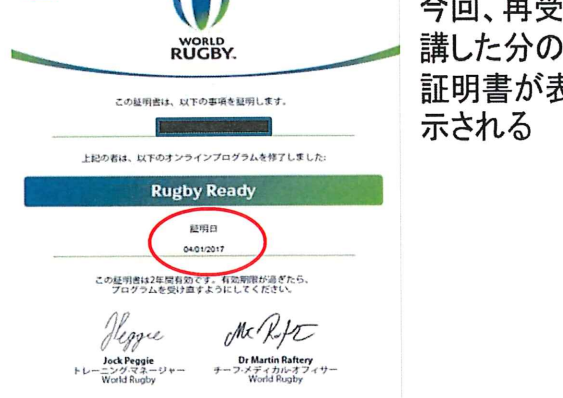 WORLD
RUGBY.
この証明書は、以下の事項を証明します。
上記の者は、以下のオンラインプログラムを修了しました:
Rugby Ready
証明日
04/01/2017
この証明書は2年間有効です。有効期限が過ぎたら、
プログラムを受け直すようにしてください。
Jock Peggie
トレーニング・マネージャー
World Rugby
Dr Martin Raftery
チーフ・メディカル・オフィサー
World Rugby
今回、再受
講した分の
証明書が表
示される